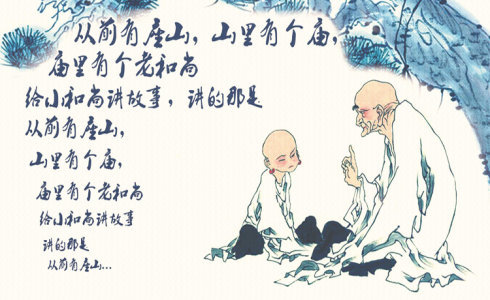 从前有座山，山里有个庙，
庙里有个老和尚
给小和尚讲故事，讲的那是
从前有座山，
山里有个庙，
庙里有个老和尚
给小和尚讲故事
讲的那是
从前有座山...